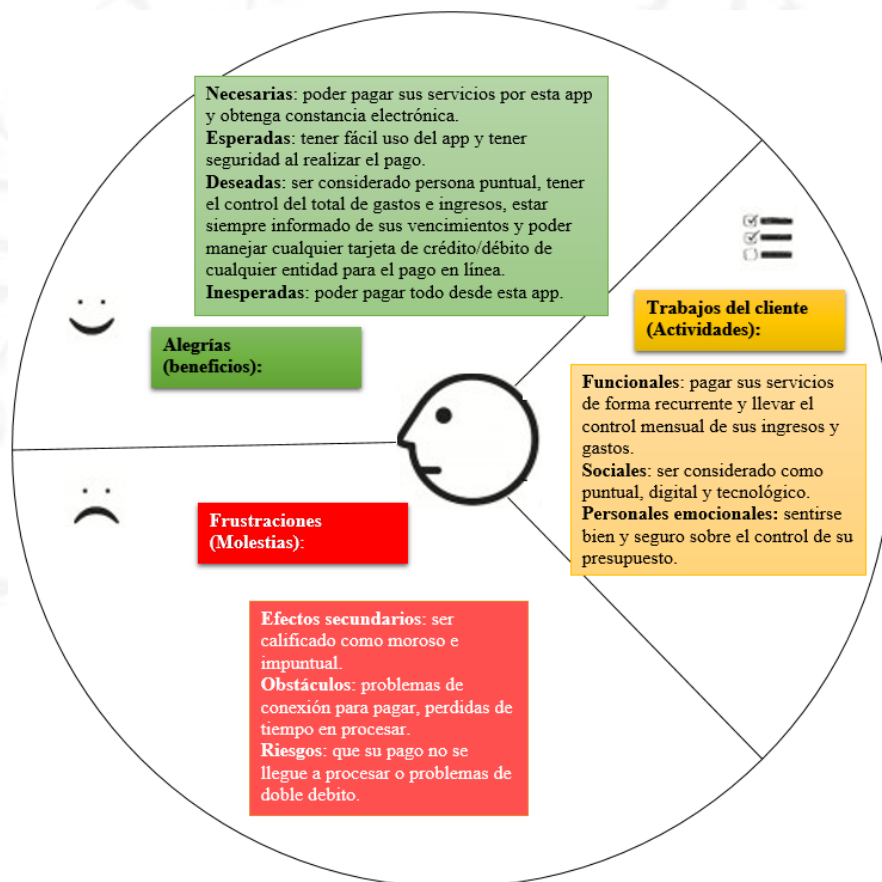 Necesarias: poder pagar sus servicios por esta app
y obtenga constancia electrónica.
Esperadas: tener fácil uso del app y tener
seguridad al realizar el pago.
Deseadas: ser considerado persona puntual, tener
el control del total de gastos e ingresos, estar
siempre informado de sus vencimientos y poder
manejar cualquier tarjeta de crédito/débito de
cualquier entidad para el pago en línea.
Inesperadas: poder pagar todo desde esta app.
Alegrías
(beneficios):
Trabajos del cliente
(Actividades):
Funcionales: pagar sus servicios
de forma recurrente y llevar el
control mensual de sus ingresos y
gastos.
Sociales: ser considerado como
puntual, digital y tecnológico.
Personales emocionales: sentirse
bien y seguro sobre el control de su
presupuesto.
Frustraciones
(Molestias):
Efectos secundarios: ser
calificado como moroso e
impuntual.
Obstáculos: problemas de
conexión para pagar, perdidas de
tiempo en procesar.
Riesgos: que su pago no se
llegue a procesar o problemas de
doble debito.